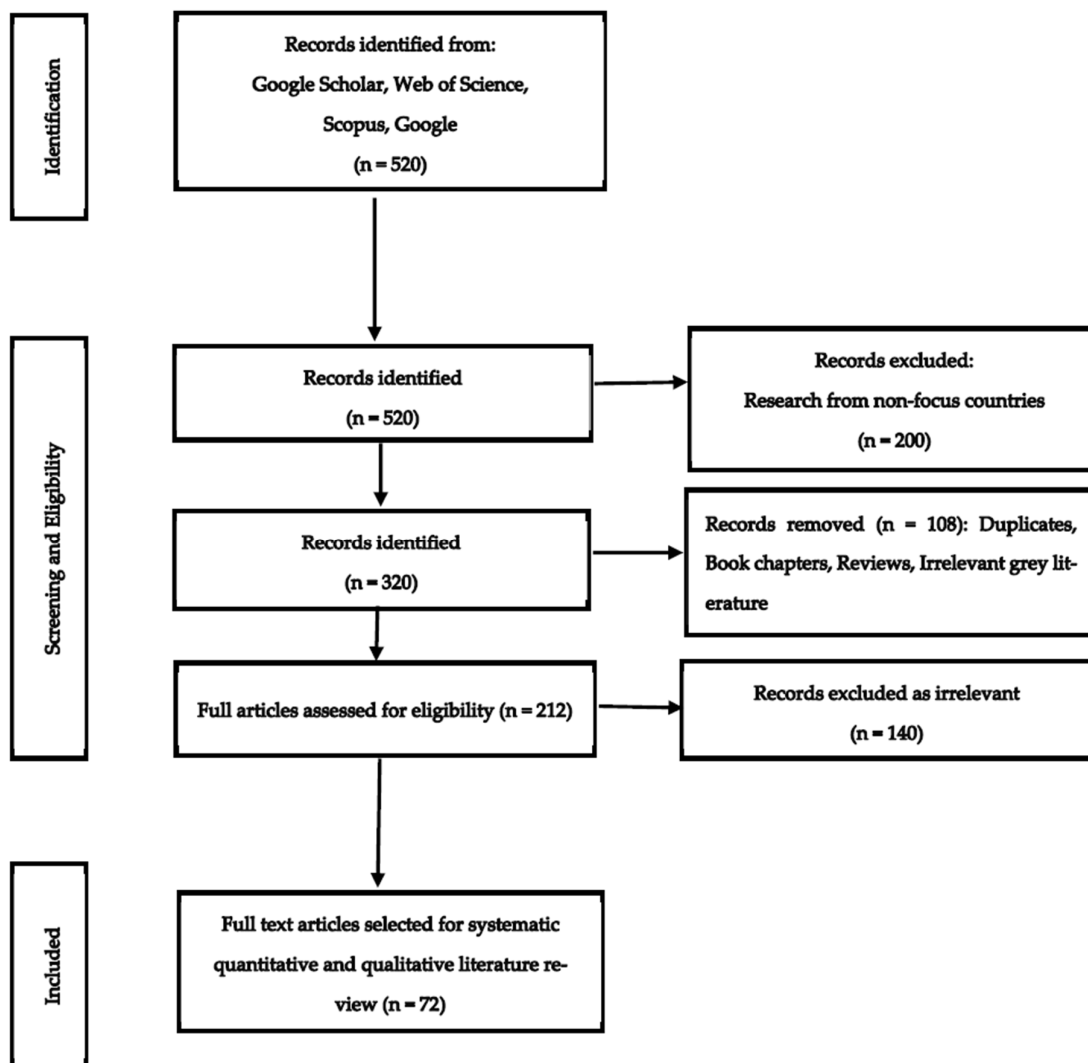 Identification
Records identified from:
Google Scholar, Web of Science,
Scopus, Google
(n = 520)
Screening and Eligibility
Records identified
(n = 520)
Records excluded:
Research from non-focus countries
(n = 200)
Records identified
(n = 320)
Records removed (n = 108): Duplicates,
Book chapters, Reviews, Irrelevant grey lit-
erature
Full articles assessed for eligibility (n = 212)
Records excluded as irrelevant
(n = 140)
Included
Full text articles selected for systematic
quantitative and qualitative literature re-
view (n = 72)